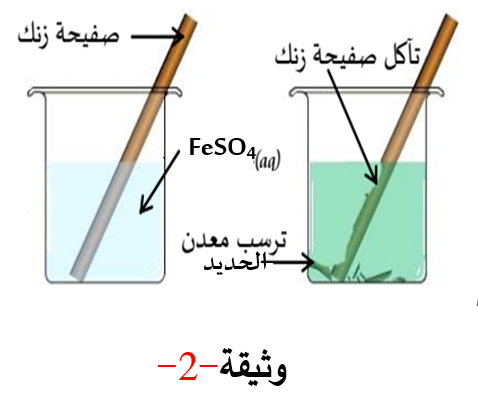 صفيحة زنك
تآكل صفيحة زنك
FeSO4(aq)
ترسب معدن
الحديد
وثيقة -2-